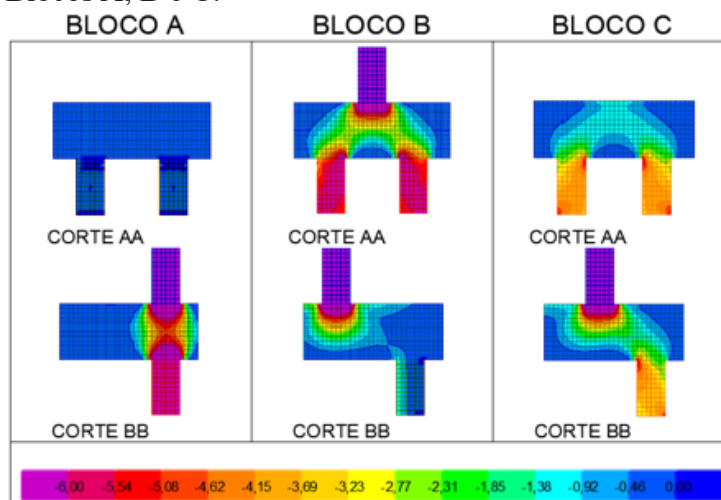 BLOCO A BLOCO B BLOCO C
CORTE AA CORTE AA CORTE AA
CORTE BB CORTE BB CORTE BB
-6,00 -5,54 -5,08 -4,62 -4,15 -3,69 -3,23 -2,77 -2,31 -1,85 -1,38 -0,92 -0,46 0,00